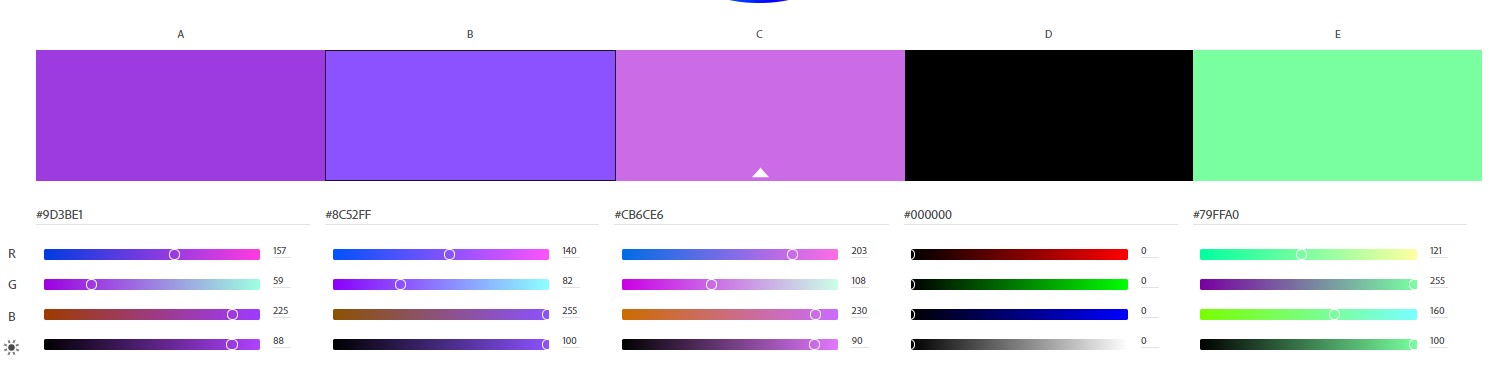 A B C D E
#9D3BE1 #8C52FF #CB6CE6 #000000 #79FFA0
R 157 140 203 0 121
G 59 82 108 0 255
B 225 255 230 0 160
88 100 90 0 100